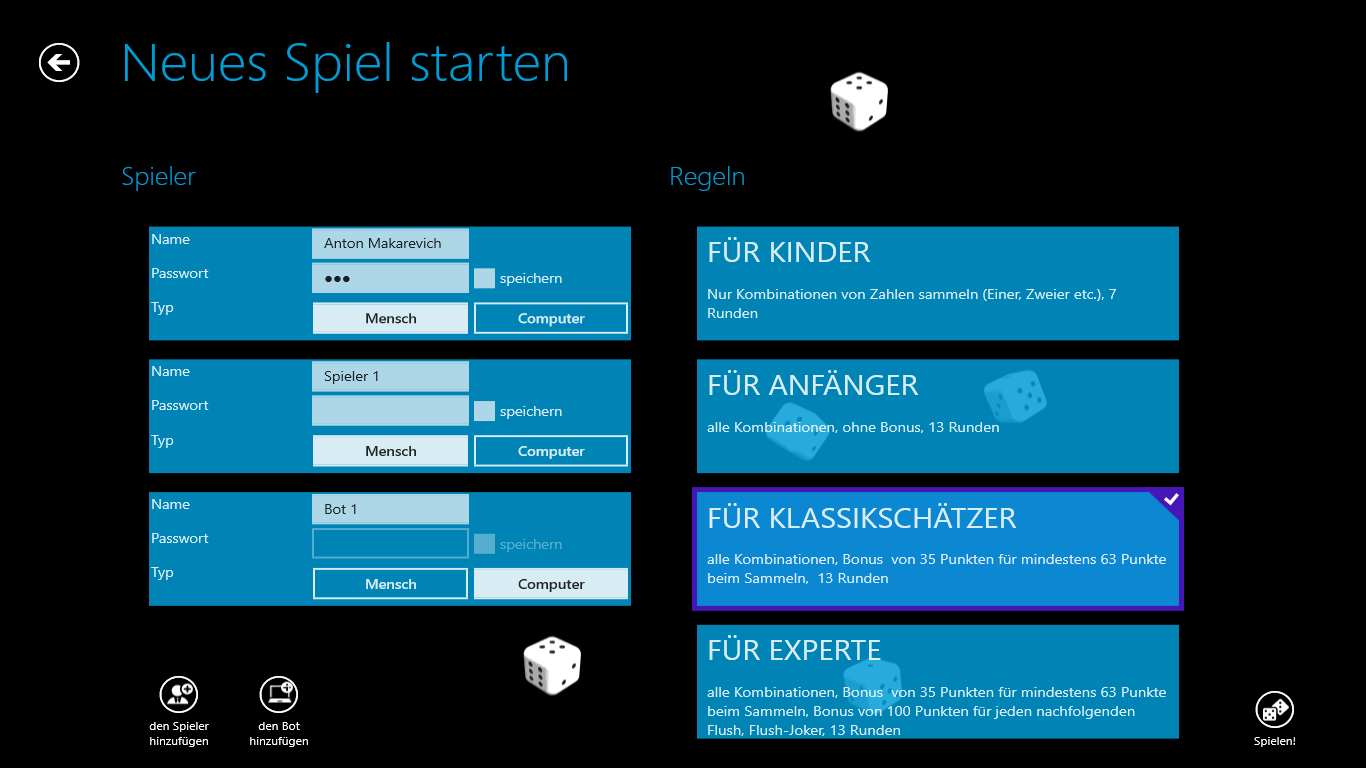 Neues Spiel starten
Spieler
Name
Anton Makarevich
Passwort
●●●
speichern
Typ
Mensch
Computer
Name
Spieler 1
Passwort
speichern
Typ
Mensch
Computer
Name
Bot 1
Passwort
speichern
Typ
Mensch
Computer
den Spieler
hinzufügen
den Bot
hinzufügen
Regeln
FÜR KINDER
Nur Kombinationen von Zahlen sammeln (Einer, Zweier etc.), 7
Runden
FÜR ANFÄNGER
alle Kombinationen, ohne Bonus, 13 Runden
FÜR KLASSIKSCHÄTZER
alle Kombinationen, Bonus  von 35 Punkten für mindestens 63 Punkte
beim Sammeln,  13 Runden
FÜR EXPERTE
alle Kombinationen, Bonus  von 35 Punkten für mindestens 63 Punkte
beim Sammeln, Bonus von 100 Punkten für jeden nachfolgenden
Flush, Flush-Joker, 13 Runden
Spielen!